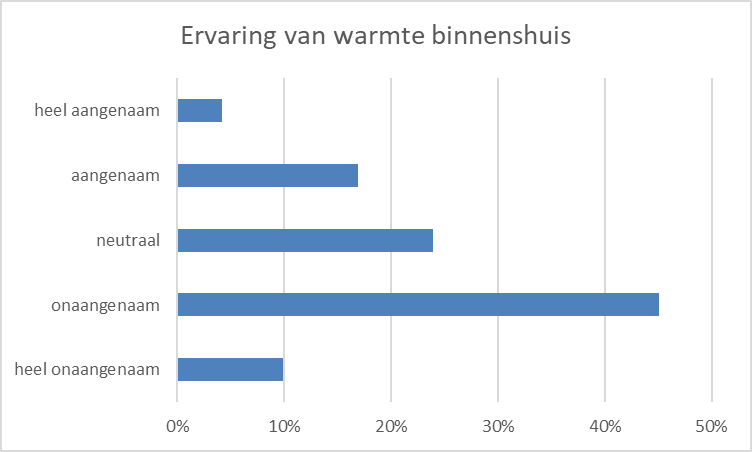 Ervaring van warmte binnenshuis
heel aangenaam
aangenaam
neutraal
onaangenaam
heel onaangenaam
0% 10% 20% 30% 40% 50%